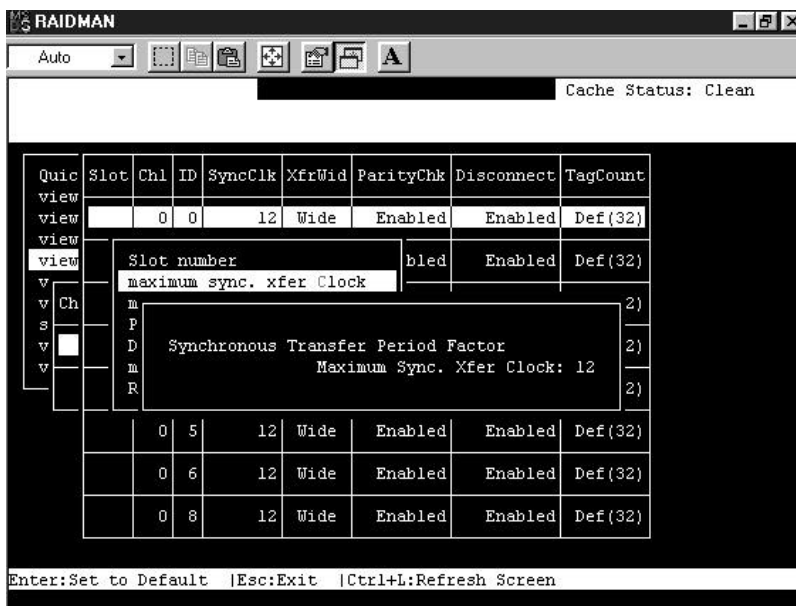 RAIDMAN
Auto
A
Cache Status: Clean
Quic Slot Chl ID SyncClk XfrWid ParityChk Disconnect TagCount
view
view 0 0 12 Wide Enabled Enabled Def(32)
view
view Slot number bled Enabled Def(32)
v maximum sync. xfer Clock
v Ch m 2)
s P
v D Synchronous Transfer Period Factor 2)
v m Maximum Sync. Xfer Clock: 12
R 2)
0 5 12 Wide Enabled Enabled Def(32)
0 6 12 Wide Enabled Enabled Def(32)
0 8 12 Wide Enabled Enabled Def(32)
Enter:Set to Default |Esc:Exit |Ctrl+L:Refresh Screen